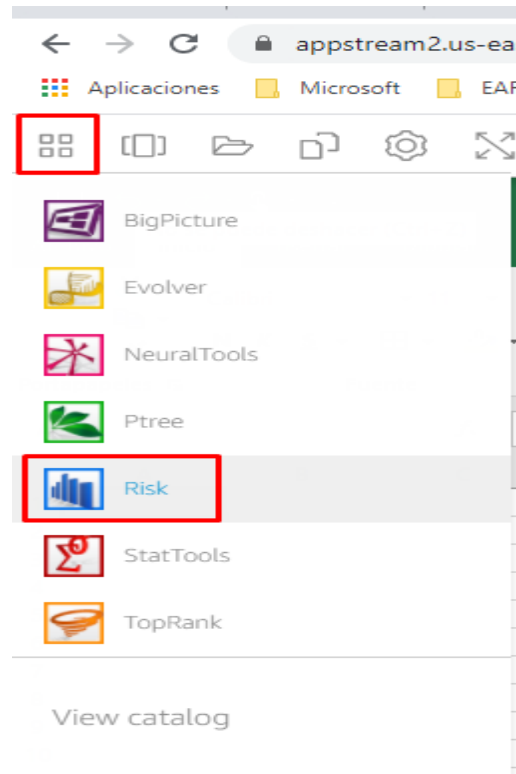 appstream2.us-ea
Aplicaciones Microsoft EAF
BigPicture
Evolver
NeuralTools
Ptree
Risk
StatTools
TopRank
View catalog